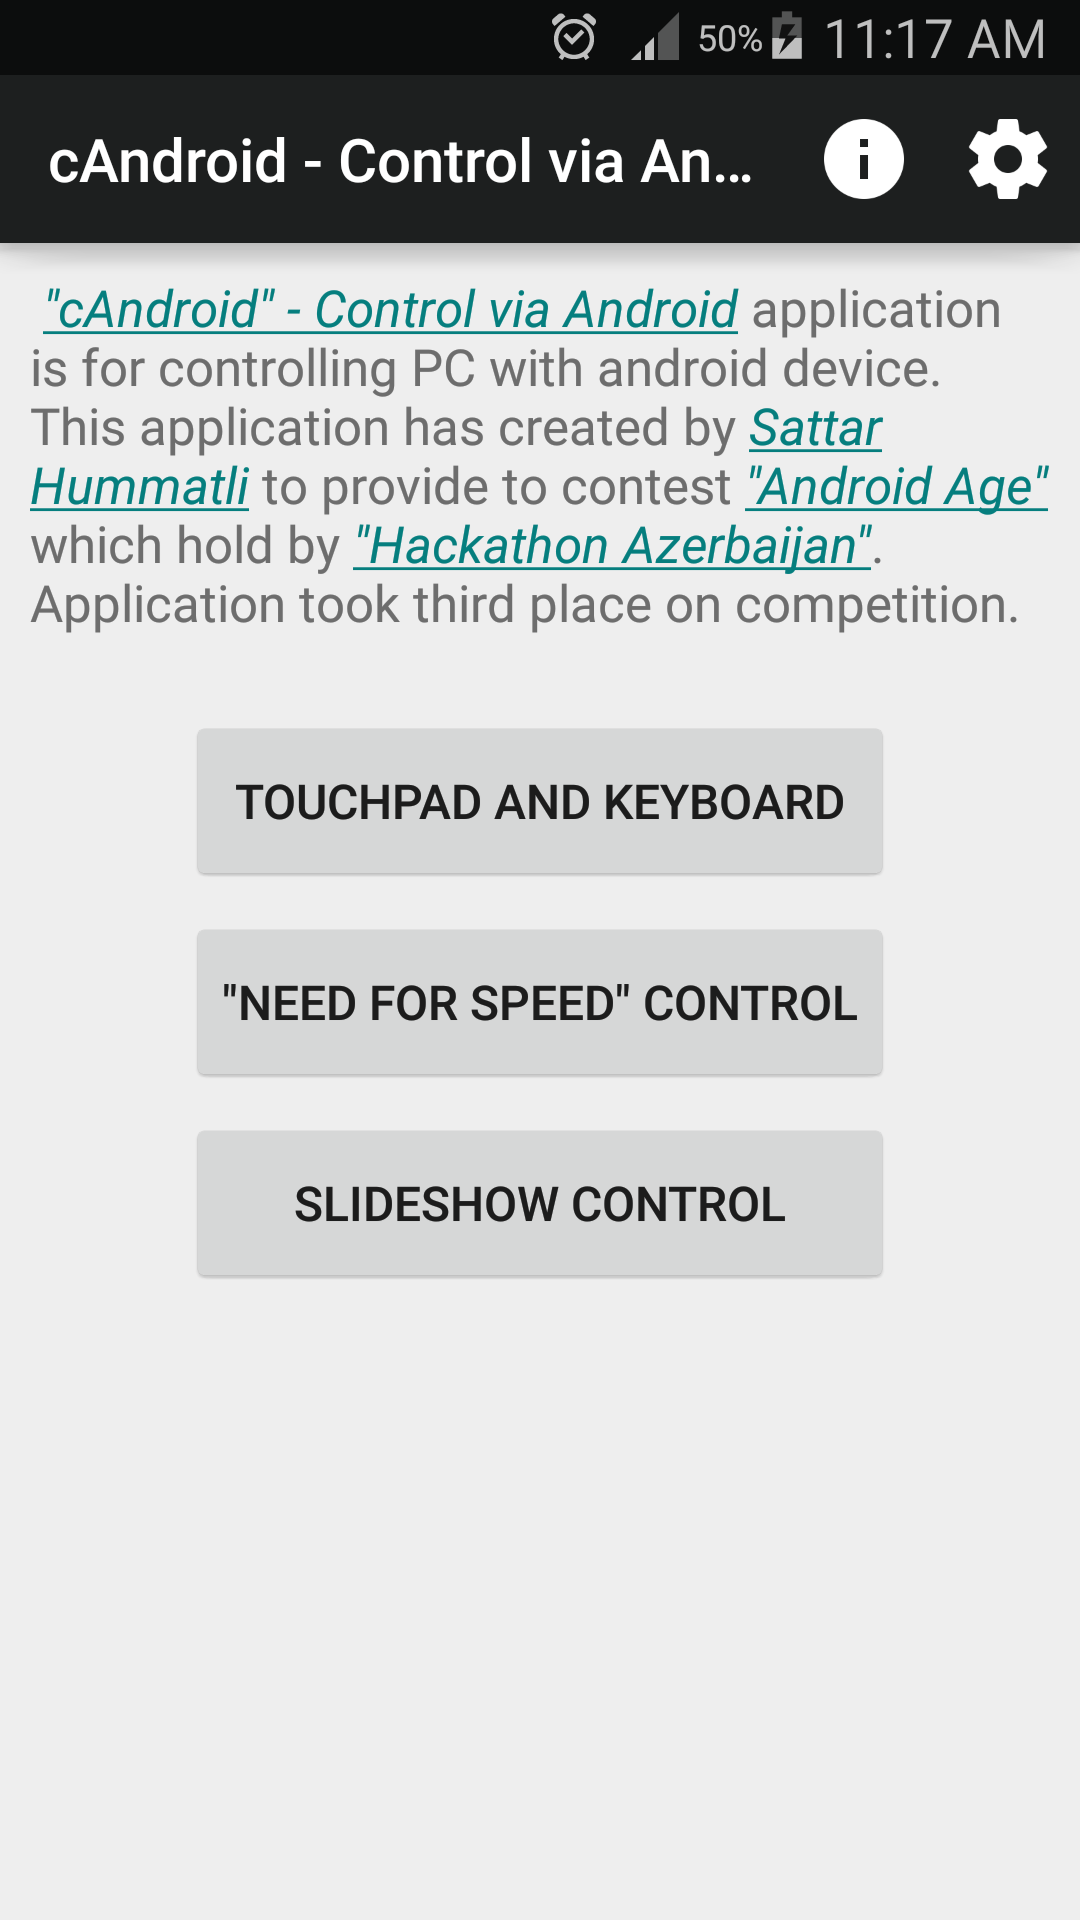 50% 11:17 AM
cAndroid - Control via An...
"cAndroid" - Control via Android application
is for controlling PC with android device.
This application has created by Sattar
Hummatli to provide to contest "Android Age"
which hold by "Hackathon Azerbaijan".
Application took third place on competition.
TOUCHPAD AND KEYBOARD
"NEED FOR SPEED" CONTROL
SLIDESHOW CONTROL